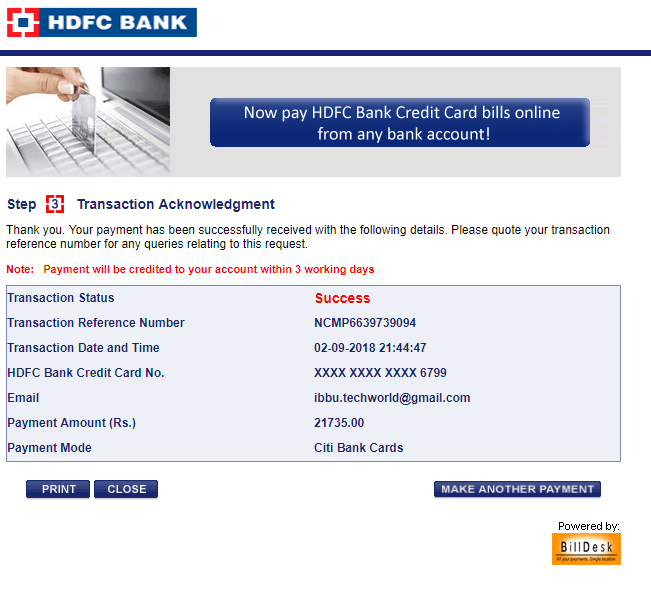 HDFC BANK
Now pay HDFC Bank Credit Card bills online
from any bank account!
Step 3 Transaction Acknowledgment
Thank you. Your payment has been successfully received with the following details. Please quote your transaction
reference number for any queries relating to this request.
Note: Payment will be credited to your account within 3 working days
Transaction Status Success
Transaction Reference Number NCMP6639739094
Transaction Date and Time 02-09-2018 21:44:47
HDFC Bank Credit Card No. XXXX XXXX XXXX 6799
Email ibbu.techworld@gmail.com
Payment Amount (Rs.) 21735.00
Payment Mode Citi Bank Cards
PRINT CLOSE MAKE ANOTHER PAYMENT
Powered by:
BillDesk
All your payments. Single location.